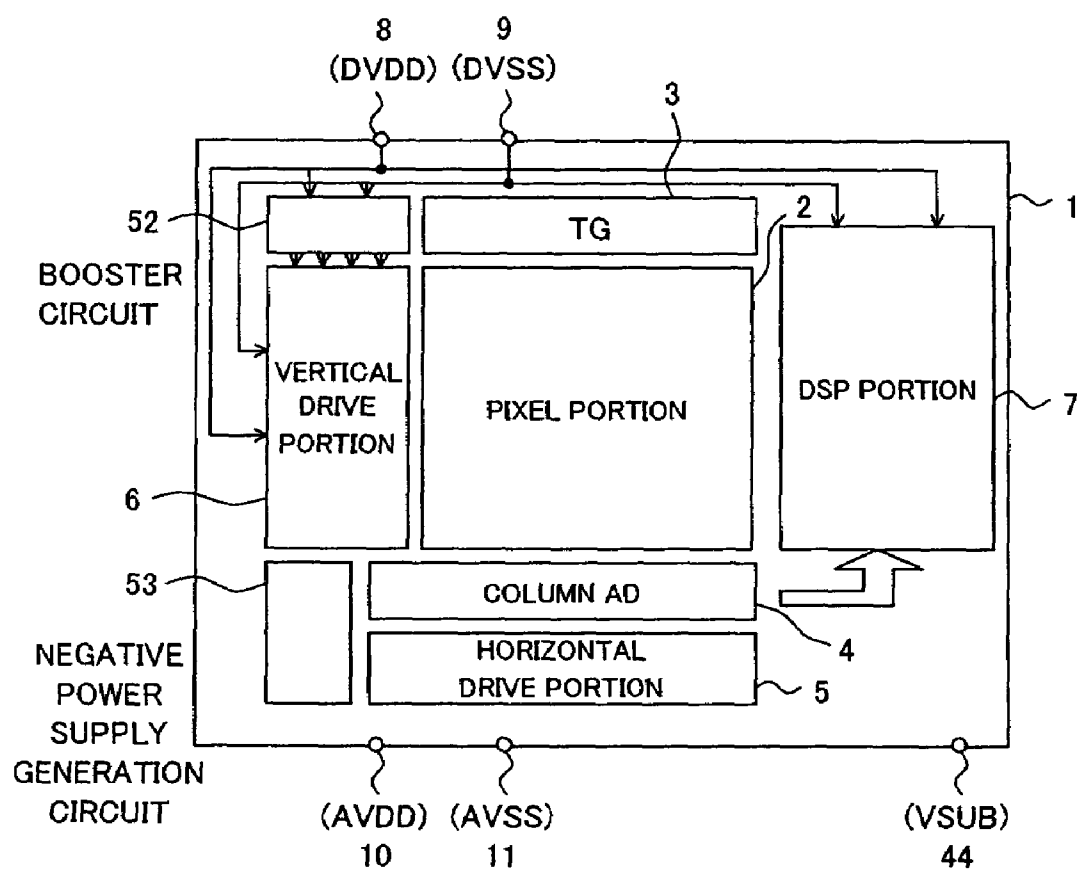 8
9
(DVDD) (DVSS)
3
52
TG
2
1
BOOSTER
CIRCUIT
VERTICAL
DRIVE
PORTION
PIXEL PORTION
DSP PORTION
7
6
53
COLUMN AD
4
NEGATIVE
POWER
SUPPLY
GENERATION
CIRCUIT
HORIZONTAL
DRIVE PORTION
5
(AVDD) (AVSS)
10
11
(VSUB)
44